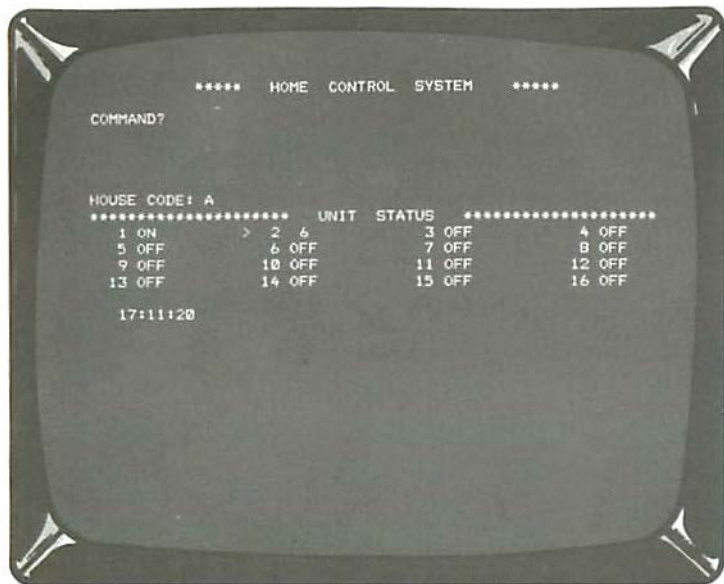 ***** HOME CONTROL SYSTEM *****
COMMAND?
HOUSE CODE: A
********************* UNIT STATUS ********************
1 ON > 2 6 3 OFF 4 OFF
5 OFF 6 OFF 7 OFF 8 OFF
9 OFF 10 OFF 11 OFF 12 OFF
13 OFF 14 OFF 15 OFF 16 OFF
17:11:20